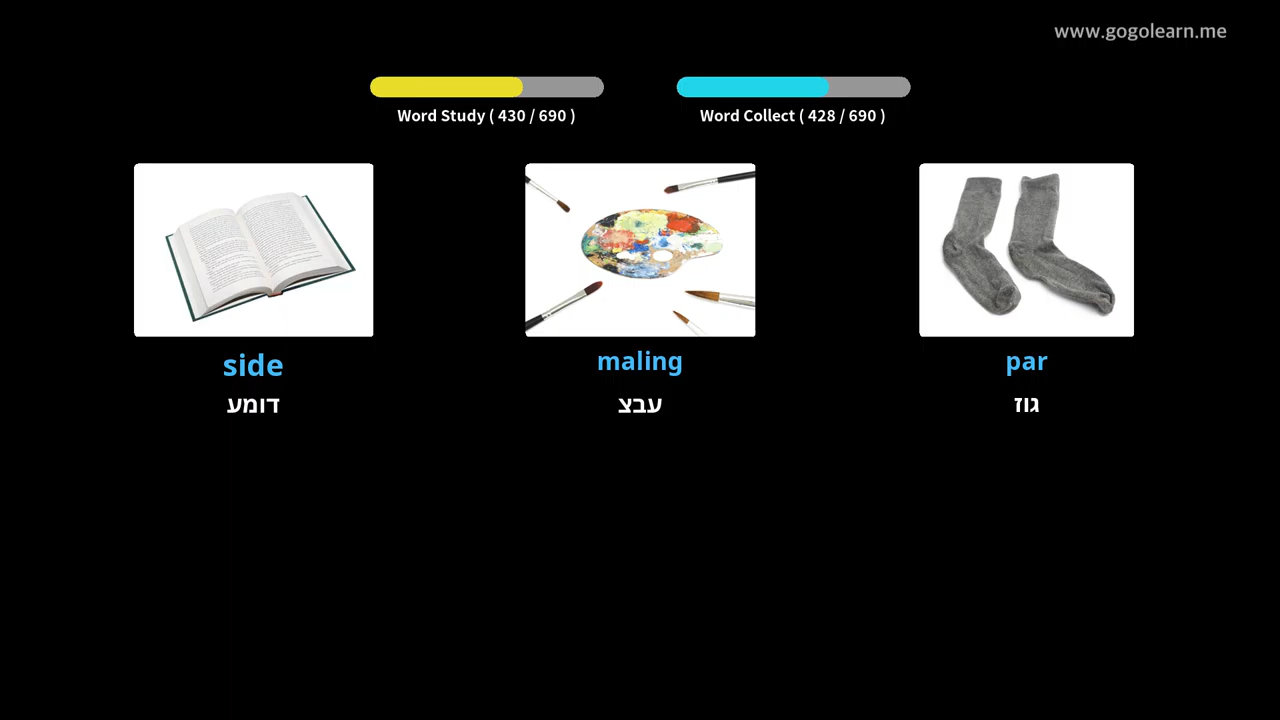 www.gogolearn.me
Word Study ( 430 / 690 )
Word Collect ( 428 / 690 )
side
maling
par
דומע
עבצ
גוז